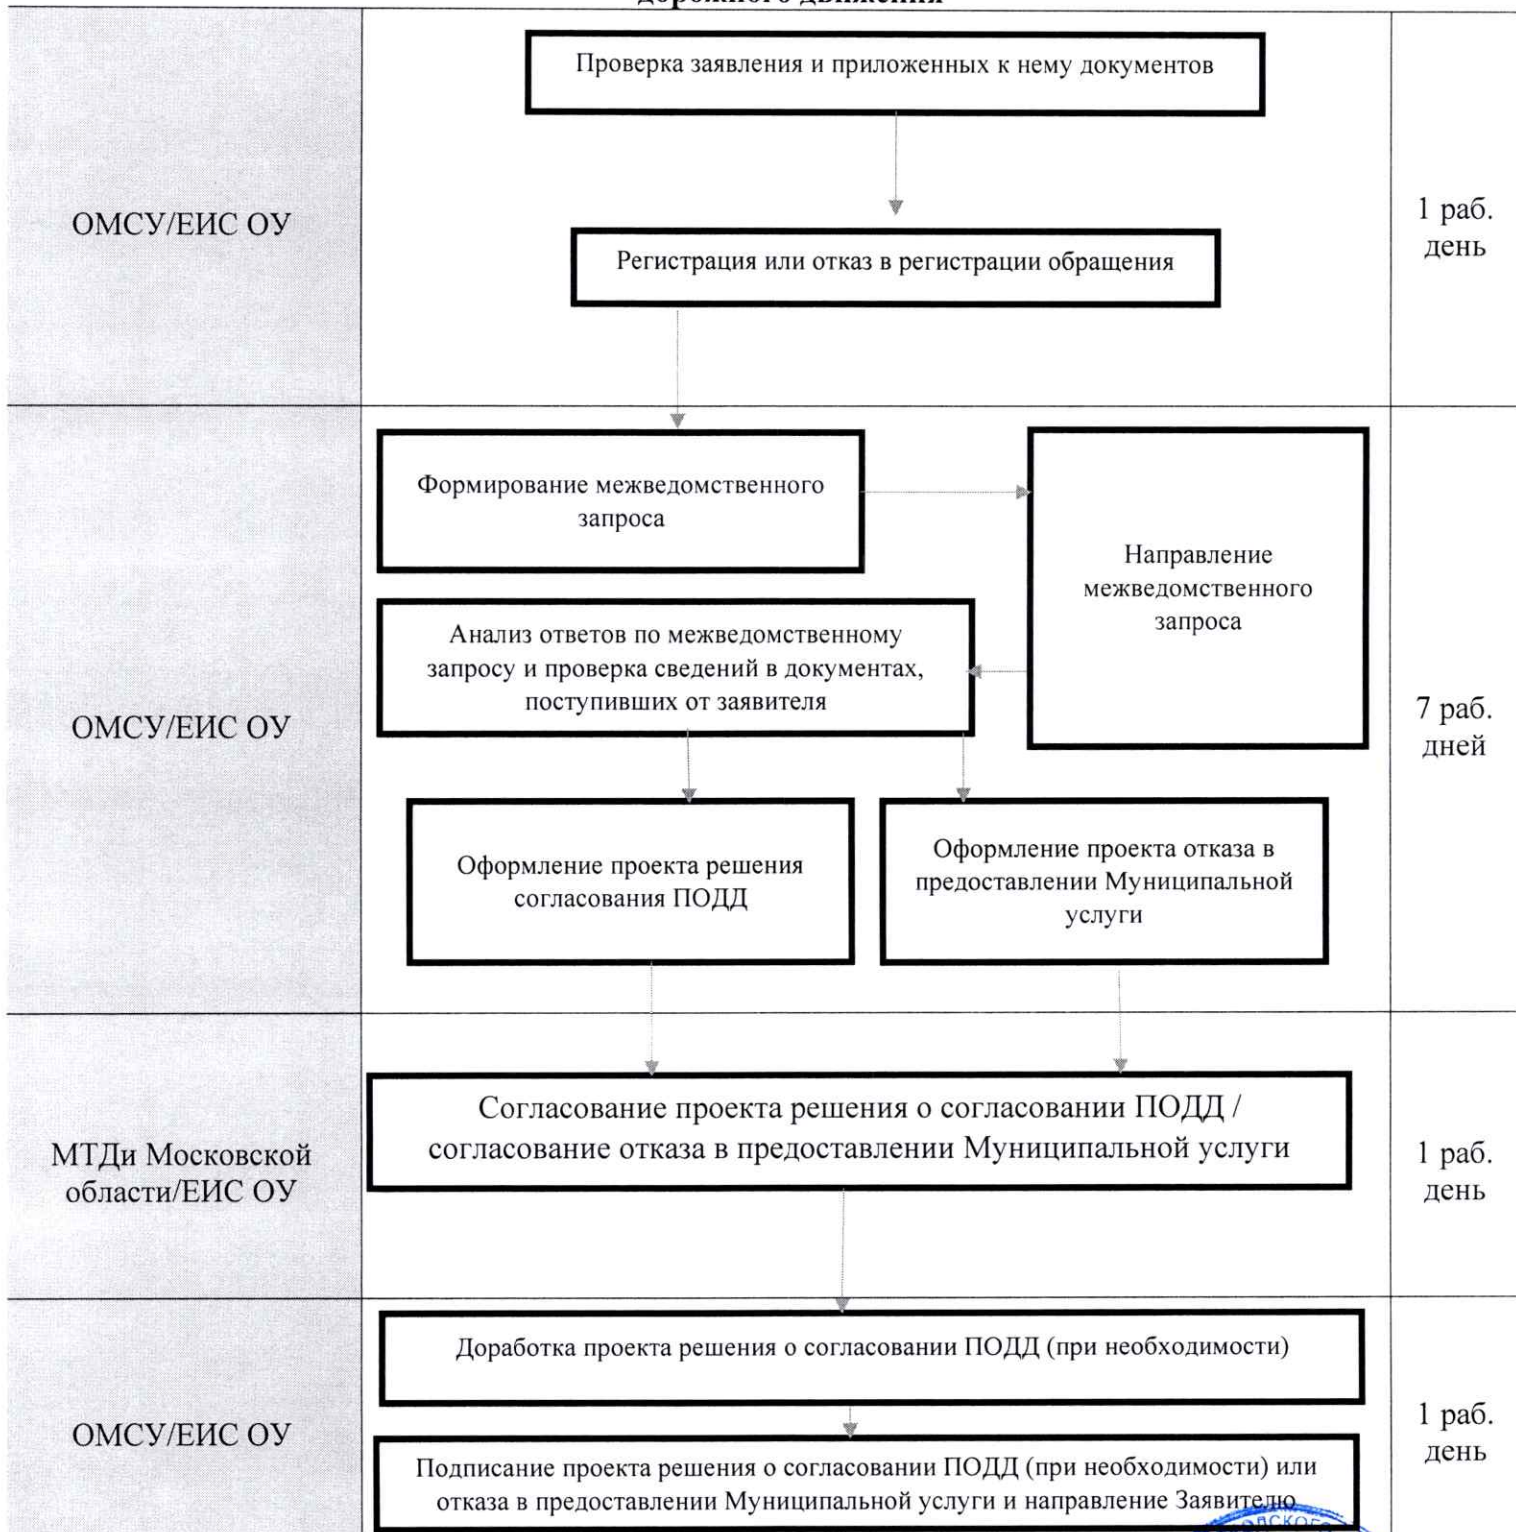 дорожного движения
Проверка заявления и приложенных к нему документов
ОМСУ/ЕИС ОУ
1 раб.
день
Регистрация или отказ в регистрации обращения
Формирование межведомственного
запроса
Направление
межведомственного
запроса
Анализ ответов по межведомственному
запросу и проверка сведений в документах,
поступивших от заявителя
ОМСУ/ЕИС ОУ
7 раб.
дней
Оформление проекта решения
согласования ПОДД
Оформление проекта отказа в
предоставлении Муниципальной
услуги
МТДи Московской
области/ЕИС ОУ
Согласование проекта решения о согласовании ПОДД /
согласование отказа в предоставлении Муниципальной услуги
1 раб.
день
Доработка проекта решения о согласовании ПОДД (при необходимости)
ОМСУ/ЕИС ОУ
1 раб.
день
Подписание проекта решения о согласовании ПОДД (при необходимости) или
отказа в предоставлении Муниципальной услуги и направление Заявителю